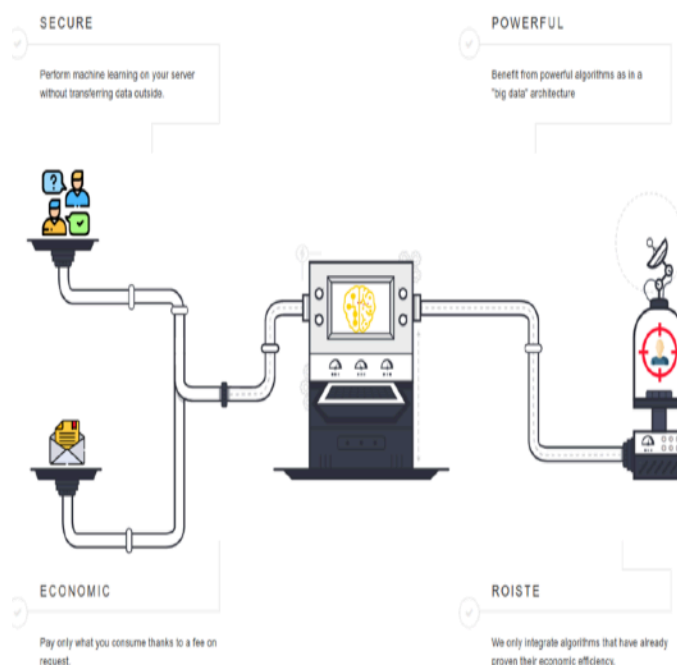 SECURE
Perform machine learning on your server
without transferring data outside.
POWERFUL
Benefit from powerful algorithms as in a
"big data" architecture
?
ECONOMIC
Pay only what you consume thanks to a fee on
request.
ROISTE
We only integrate algorithms that have already
proven their economic efficiency.